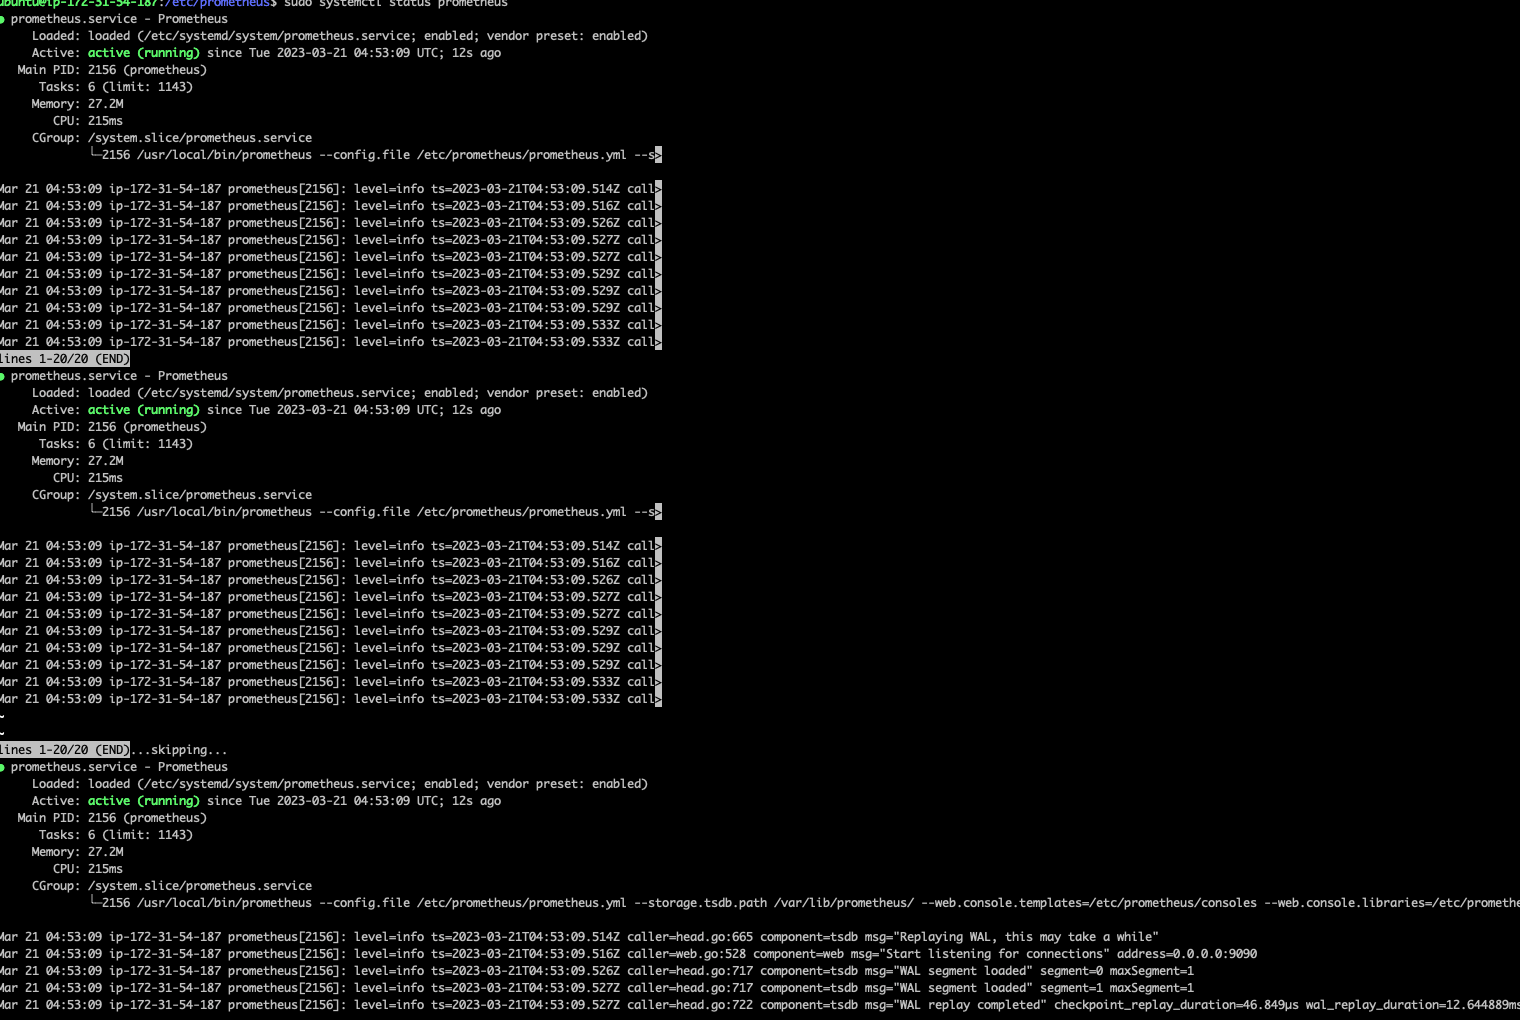 ubuntu@ip-172-31-54-187:/etc/prometheus$ sudo systemctl status prometheus
● prometheus.service - Prometheus
Loaded: loaded (/etc/systemd/system/prometheus.service; enabled; vendor preset: enabled)
Active: active (running) since Tue 2023-03-21 04:53:09 UTC; 12s ago
Main PID: 2156 (prometheus)
Tasks: 6 (limit: 1143)
Memory: 27.2M
CPU: 215ms
CGroup: /system.slice/prometheus.service
└─2156 /usr/local/bin/prometheus --config.file /etc/prometheus/prometheus.yml --s>
Mar 21 04:53:09 ip-172-31-54-187 prometheus[2156]: level=info ts=2023-03-21T04:53:09.514Z call>
Mar 21 04:53:09 ip-172-31-54-187 prometheus[2156]: level=info ts=2023-03-21T04:53:09.516Z call>
Mar 21 04:53:09 ip-172-31-54-187 prometheus[2156]: level=info ts=2023-03-21T04:53:09.526Z call>
Mar 21 04:53:09 ip-172-31-54-187 prometheus[2156]: level=info ts=2023-03-21T04:53:09.527Z call>
Mar 21 04:53:09 ip-172-31-54-187 prometheus[2156]: level=info ts=2023-03-21T04:53:09.527Z call>
Mar 21 04:53:09 ip-172-31-54-187 prometheus[2156]: level=info ts=2023-03-21T04:53:09.529Z call>
Mar 21 04:53:09 ip-172-31-54-187 prometheus[2156]: level=info ts=2023-03-21T04:53:09.529Z call>
Mar 21 04:53:09 ip-172-31-54-187 prometheus[2156]: level=info ts=2023-03-21T04:53:09.529Z call>
Mar 21 04:53:09 ip-172-31-54-187 prometheus[2156]: level=info ts=2023-03-21T04:53:09.533Z call>
Mar 21 04:53:09 ip-172-31-54-187 prometheus[2156]: level=info ts=2023-03-21T04:53:09.533Z call>
lines 1-20/20 (END)
● prometheus.service - Prometheus
Loaded: loaded (/etc/systemd/system/prometheus.service; enabled; vendor preset: enabled)
Active: active (running) since Tue 2023-03-21 04:53:09 UTC; 12s ago
Main PID: 2156 (prometheus)
Tasks: 6 (limit: 1143)
Memory: 27.2M
CPU: 215ms
CGroup: /system.slice/prometheus.service
└─2156 /usr/local/bin/prometheus --config.file /etc/prometheus/prometheus.yml --s>
Mar 21 04:53:09 ip-172-31-54-187 prometheus[2156]: level=info ts=2023-03-21T04:53:09.514Z call>
Mar 21 04:53:09 ip-172-31-54-187 prometheus[2156]: level=info ts=2023-03-21T04:53:09.516Z call>
Mar 21 04:53:09 ip-172-31-54-187 prometheus[2156]: level=info ts=2023-03-21T04:53:09.526Z call>
Mar 21 04:53:09 ip-172-31-54-187 prometheus[2156]: level=info ts=2023-03-21T04:53:09.527Z call>
Mar 21 04:53:09 ip-172-31-54-187 prometheus[2156]: level=info ts=2023-03-21T04:53:09.527Z call>
Mar 21 04:53:09 ip-172-31-54-187 prometheus[2156]: level=info ts=2023-03-21T04:53:09.529Z call>
Mar 21 04:53:09 ip-172-31-54-187 prometheus[2156]: level=info ts=2023-03-21T04:53:09.529Z call>
Mar 21 04:53:09 ip-172-31-54-187 prometheus[2156]: level=info ts=2023-03-21T04:53:09.529Z call>
Mar 21 04:53:09 ip-172-31-54-187 prometheus[2156]: level=info ts=2023-03-21T04:53:09.533Z call>
Mar 21 04:53:09 ip-172-31-54-187 prometheus[2156]: level=info ts=2023-03-21T04:53:09.533Z call>
~
~
lines 1-20/20 (END)...skipping...
● prometheus.service - Prometheus
Loaded: loaded (/etc/systemd/system/prometheus.service; enabled; vendor preset: enabled)
Active: active (running) since Tue 2023-03-21 04:53:09 UTC; 12s ago
Main PID: 2156 (prometheus)
Tasks: 6 (limit: 1143)
Memory: 27.2M
CPU: 215ms
CGroup: /system.slice/prometheus.service
└─2156 /usr/local/bin/prometheus --config.file /etc/prometheus/prometheus.yml --storage.tsdb.path /var/lib/prometheus/ --web.console.templates=/etc/prometheus/consoles --web.console.libraries=/etc/promethe
Mar 21 04:53:09 ip-172-31-54-187 prometheus[2156]: level=info ts=2023-03-21T04:53:09.514Z caller=head.go:665 component=tsdb msg="Replaying WAL, this may take a while"
Mar 21 04:53:09 ip-172-31-54-187 prometheus[2156]: level=info ts=2023-03-21T04:53:09.516Z caller=web.go:528 component=web msg="Start listening for connections" address=0.0.0.0:9090
Mar 21 04:53:09 ip-172-31-54-187 prometheus[2156]: level=info ts=2023-03-21T04:53:09.526Z caller=head.go:717 component=tsdb msg="WAL segment loaded" segment=0 maxSegment=1
Mar 21 04:53:09 ip-172-31-54-187 prometheus[2156]: level=info ts=2023-03-21T04:53:09.527Z caller=head.go:717 component=tsdb msg="WAL segment loaded" segment=1 maxSegment=1
Mar 21 04:53:09 ip-172-31-54-187 prometheus[2156]: level=info ts=2023-03-21T04:53:09.527Z caller=head.go:722 component=tsdb msg="WAL replay completed" checkpoint_replay_duration=46.849µs wal_replay_duration=12.644889ms